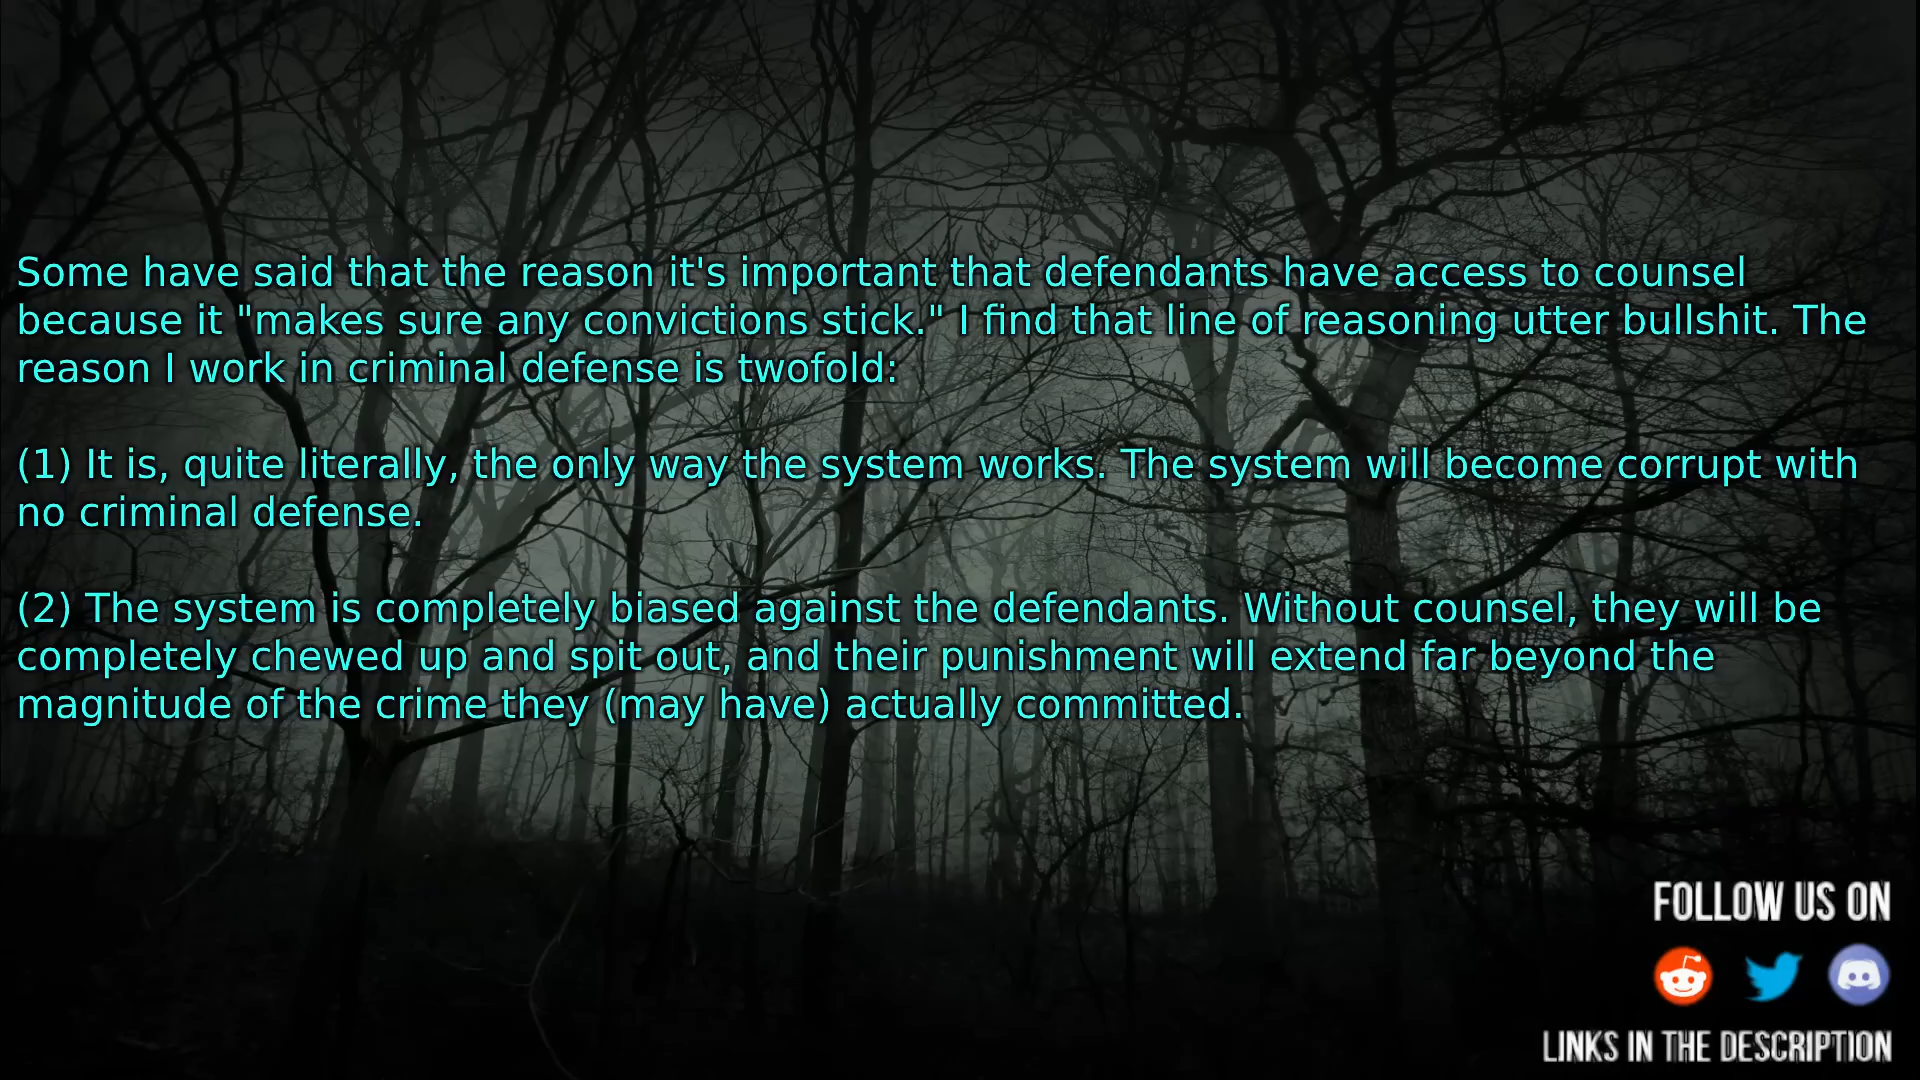 Some have said that the reason it's important that defendants have access to counsel
because it "makes sure any convictions stick." I find that line of reasoning utter bullshit. The
reason I work in criminal defense is twofold:
(1) It is, quite literally, the only way the system works. The system will become corrupt with
no criminal defense.
(2) The system is completely biased against the defendants. Without counsel, they will be
completely chewed up and spit out, and their punishment will extend far beyond the
magnitude of the crime they (may have) actually committed.
FOLLOW US ON
LINKS IN THE DESCRIPTION